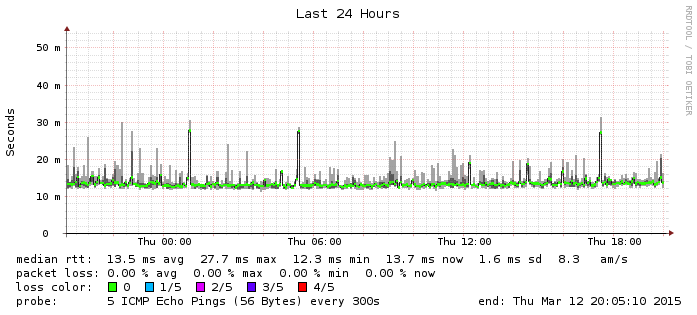 Last 24 Hours
RRDTOOL / TOBI OETIKER
Seconds
50 m
40 m
30 m
20 m
10 m
0
Thu 00:00 Thu 06:00 Thu 12:00 Thu 18:00
median rtt: 13.5 ms avg 27.7 ms max 12.3 ms min 13.7 ms now 1.6 ms sd 8.3 am/s
packet loss: 0.00 % avg 0.00 % max 0.00 % min 0.00 % now
loss color: 0 1/5 2/5 3/5 4/5
probe: 5 ICMP Echo Pings (56 Bytes) every 300s end: Thu Mar 12 20:05:10 2015